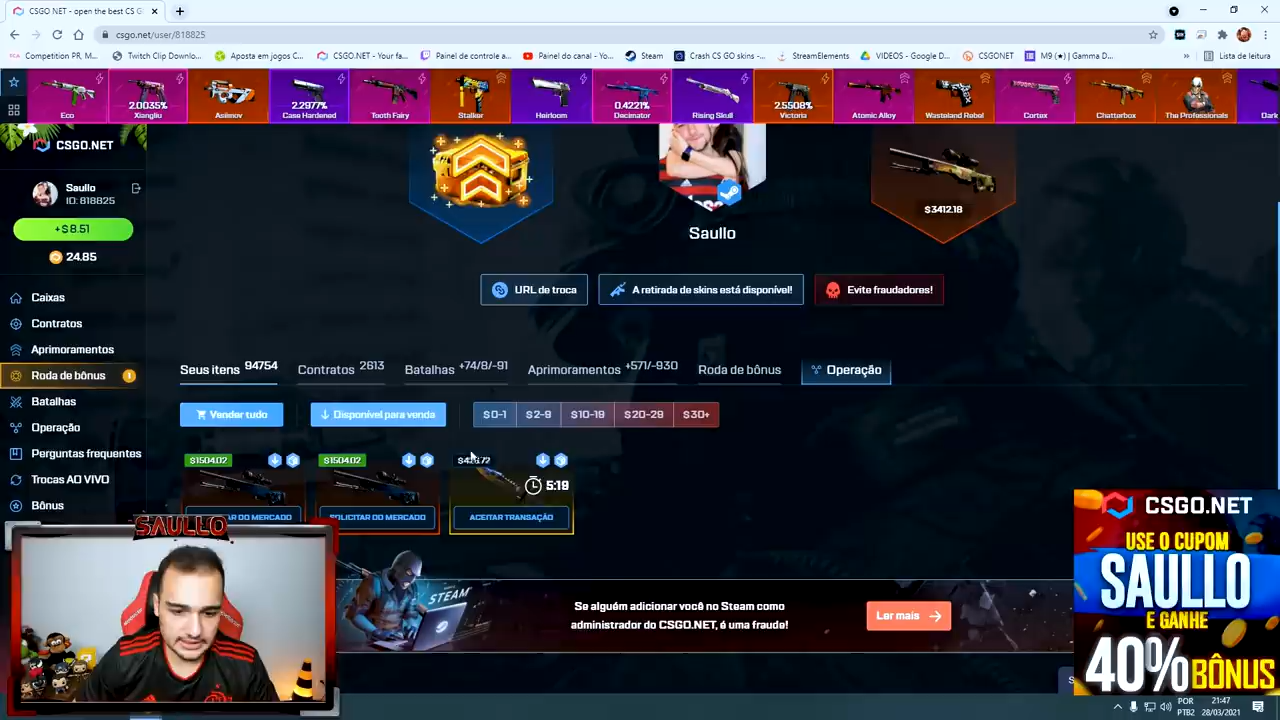 CSGO NET - open the best CS G
csgo.net/user/818825
Competition PR, M...
Twitch Clip Downloa...
Aposta em jogos C...
CSGO.NET - Your fa...
Painel de controle a...
Painel do canal - Yo...
Steam
Crash CS GO skins -...
StreamElements
VIDEOS - Google D...
CSGONET
M9 (★) | Gamma D...
Lista de leitura
Eco
2.0035%
Xiangliu
Asiimov
2.2977%
Case Hardened
Tooth Fairy
Stalker
Heirloom
0.4221%
Decimator
Rising Skull
2.5508%
Victoria
Atomic Alloy
Wasteland Rebel
Cortex
Chatterbox
The Professionals
Dark
CSGO.NET
Saullo
ID: 818825
+$8.51
24.85
Caixas
Contratos
Aprimoramentos
Roda de bônus
1
Batalhas
Operação
Perguntas frequentes
Trocas AO VIVO
Bônus
$3412.18
Saullo
URL de troca
A retirada de skins está disponível!
Evite fraudadores!
Seus itens 94754
Contratos 2613
Batalhas +74/8/-91
Aprimoramentos +571/-930
Roda de bônus
Operação
Vender tudo
Disponível para venda
$0-1
$2-9
$10-19
$20-29
$30+
$1504.02
$1504.02
5:19
AR DO MERCADO
SOLICITAR DO MERCADO
ACEITAR TRANSAÇÃO
SAULLO
STEAM
Se alguém adicionar você no Steam como
administrador do CSGO.NET, é uma fraude!
Ler mais
CSGO.NET
USE O CUPOM
SAULLO
E GANHE
40% BÔNUS
POR
PTB2
21:47
28/03/2021